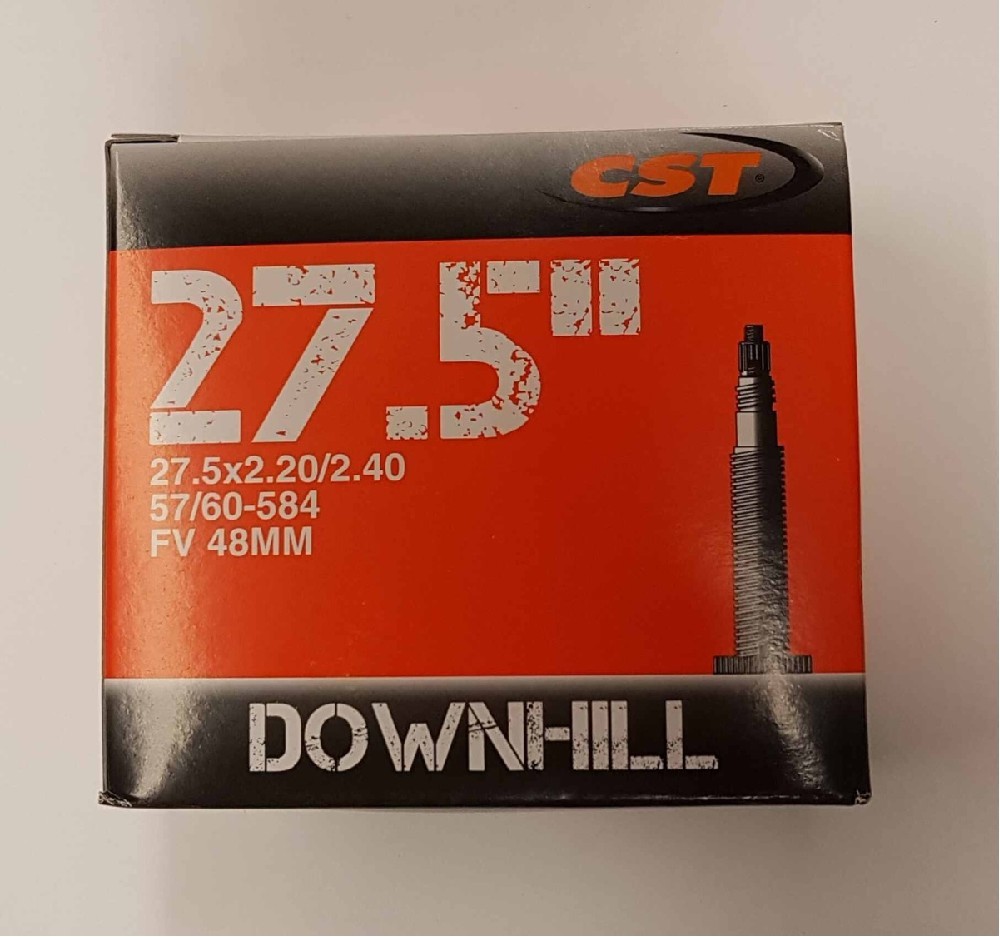 CST®
27.5"
27.5x2.20/2.40
57/60-584
FV 48MM
DOWNHILL